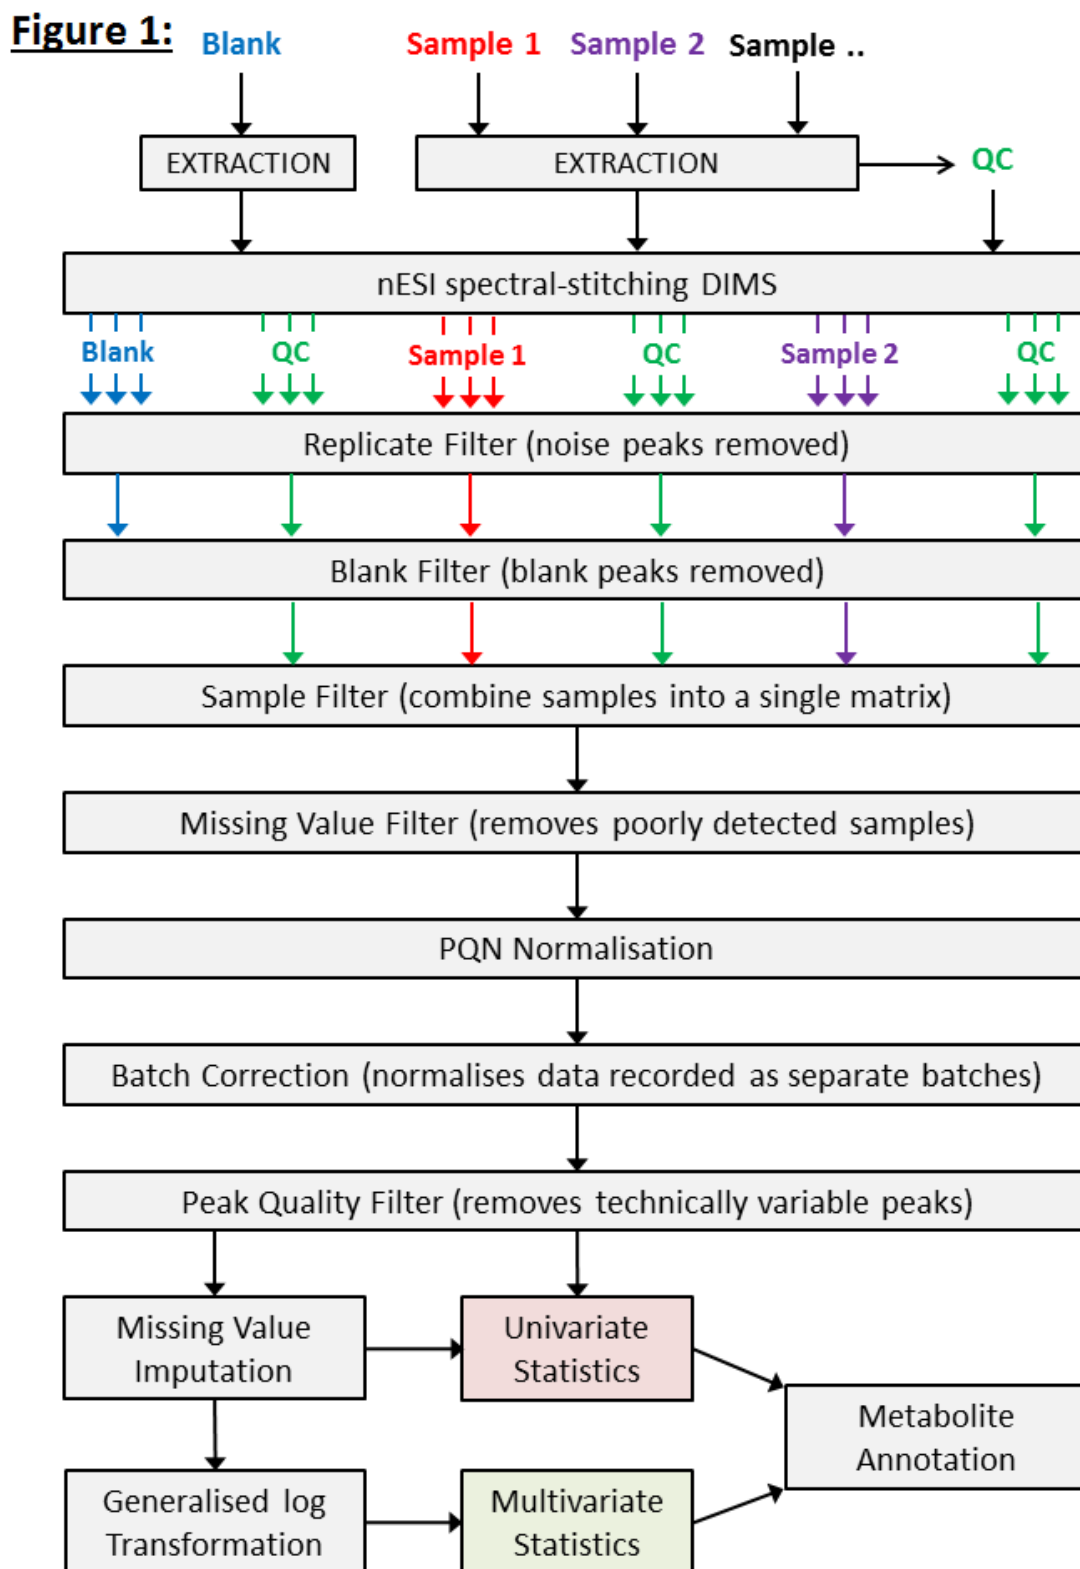 Figure 1:
Blank Sample 1 Sample 2 Sample ..
EXTRACTION EXTRACTION QC
nESI spectral-stitching DIMS
Blank QC Sample 1 QC Sample 2 QC
Replicate Filter (noise peaks removed)
Blank Filter (blank peaks removed)
Sample Filter (combine samples into a single matrix)
Missing Value Filter (removes poorly detected samples)
PQN Normalisation
Batch Correction (normalises data recorded as separate batches)
Peak Quality Filter (removes technically variable peaks)
Missing Value
Imputation
Univariate
Statistics
Metabolite
Annotation
Generalised log
Transformation
Multivariate
Statistics